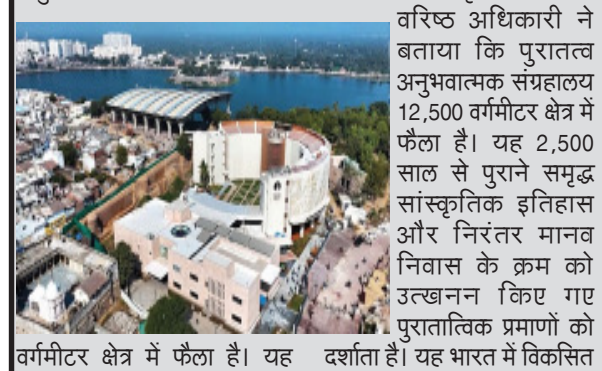 वरिष्ठ अधिकारी ने
बताया कि पुरातत्व
अनुभवात्मक संग्रहालय
12,500 वर्गमीटर क्षेत्र में
फैला है। यह 2,500
साल से पुराने समृद्ध
सांस्कृतिक इतिहास
और निरंतर मानव
निवास के क्रम को
उत्खनन किए गए
पुरातात्विक प्रमाणों को
वर्गमीटर क्षेत्र में फैला है। यह
दर्शाता है। यह भारत में विकसित